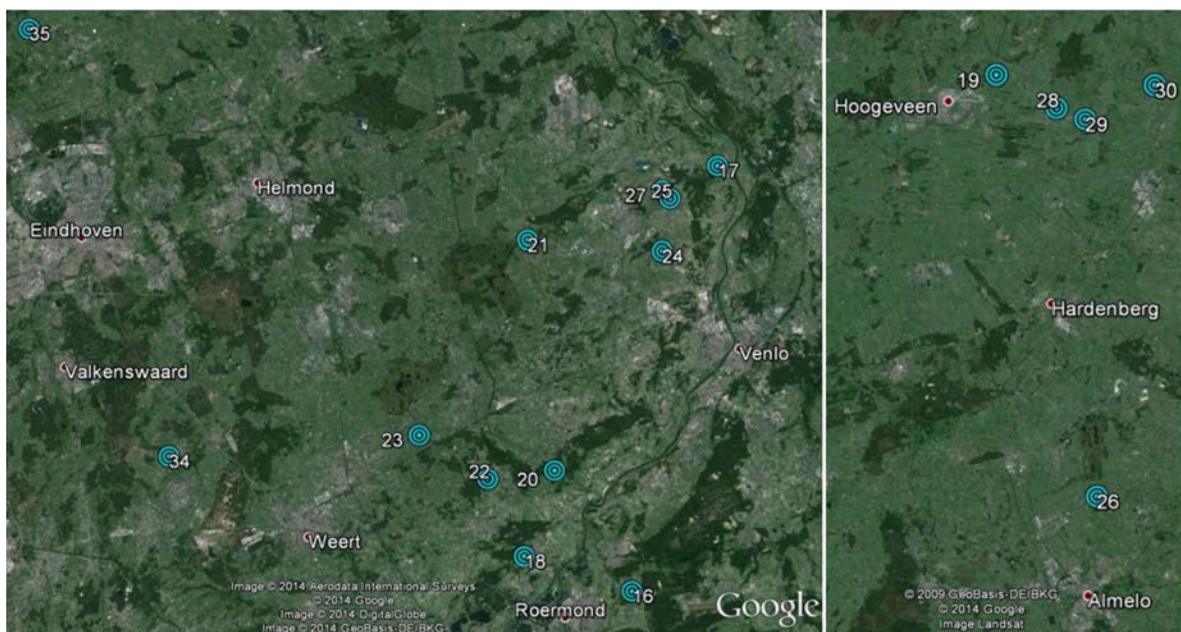 35
19
Hoogeveen
30
28
29
17
Helmond
27 25
Eindhoven
21
24
Hardenberg
Venlo
Valkenswaard
23
34
22
20
26
Weert
18
Image © 2014 Aerodata International Surveys
© 2014 Google
Image © 2014 DigitalGlobe
Image © 2014 GeoBasis-DE/BKG
Roermond
16
Google
© 2009 GeoBasis-DE/BKG
© 2014 Google
Image Landsat
Almelo